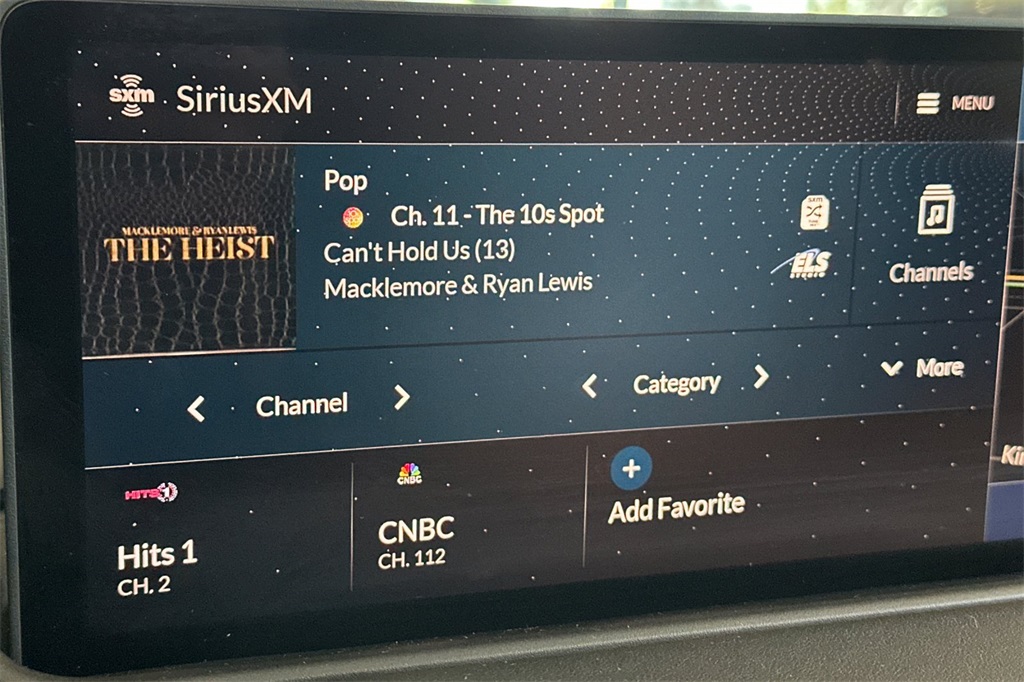 sxm SiriusXM
MENU
MACKLEMORE & RYAN LEWIS
THE HEIST
Pop
Ch. 11 - The 10s Spot
Can't Hold Us (13)
Macklemore & Ryan Lewis
sxm
ELS
STUDIO
Channels
Channel
Category
More
HITS 1
Hits 1
CH. 2
CNBC
CNBC
CH. 112
+
Add Favorite